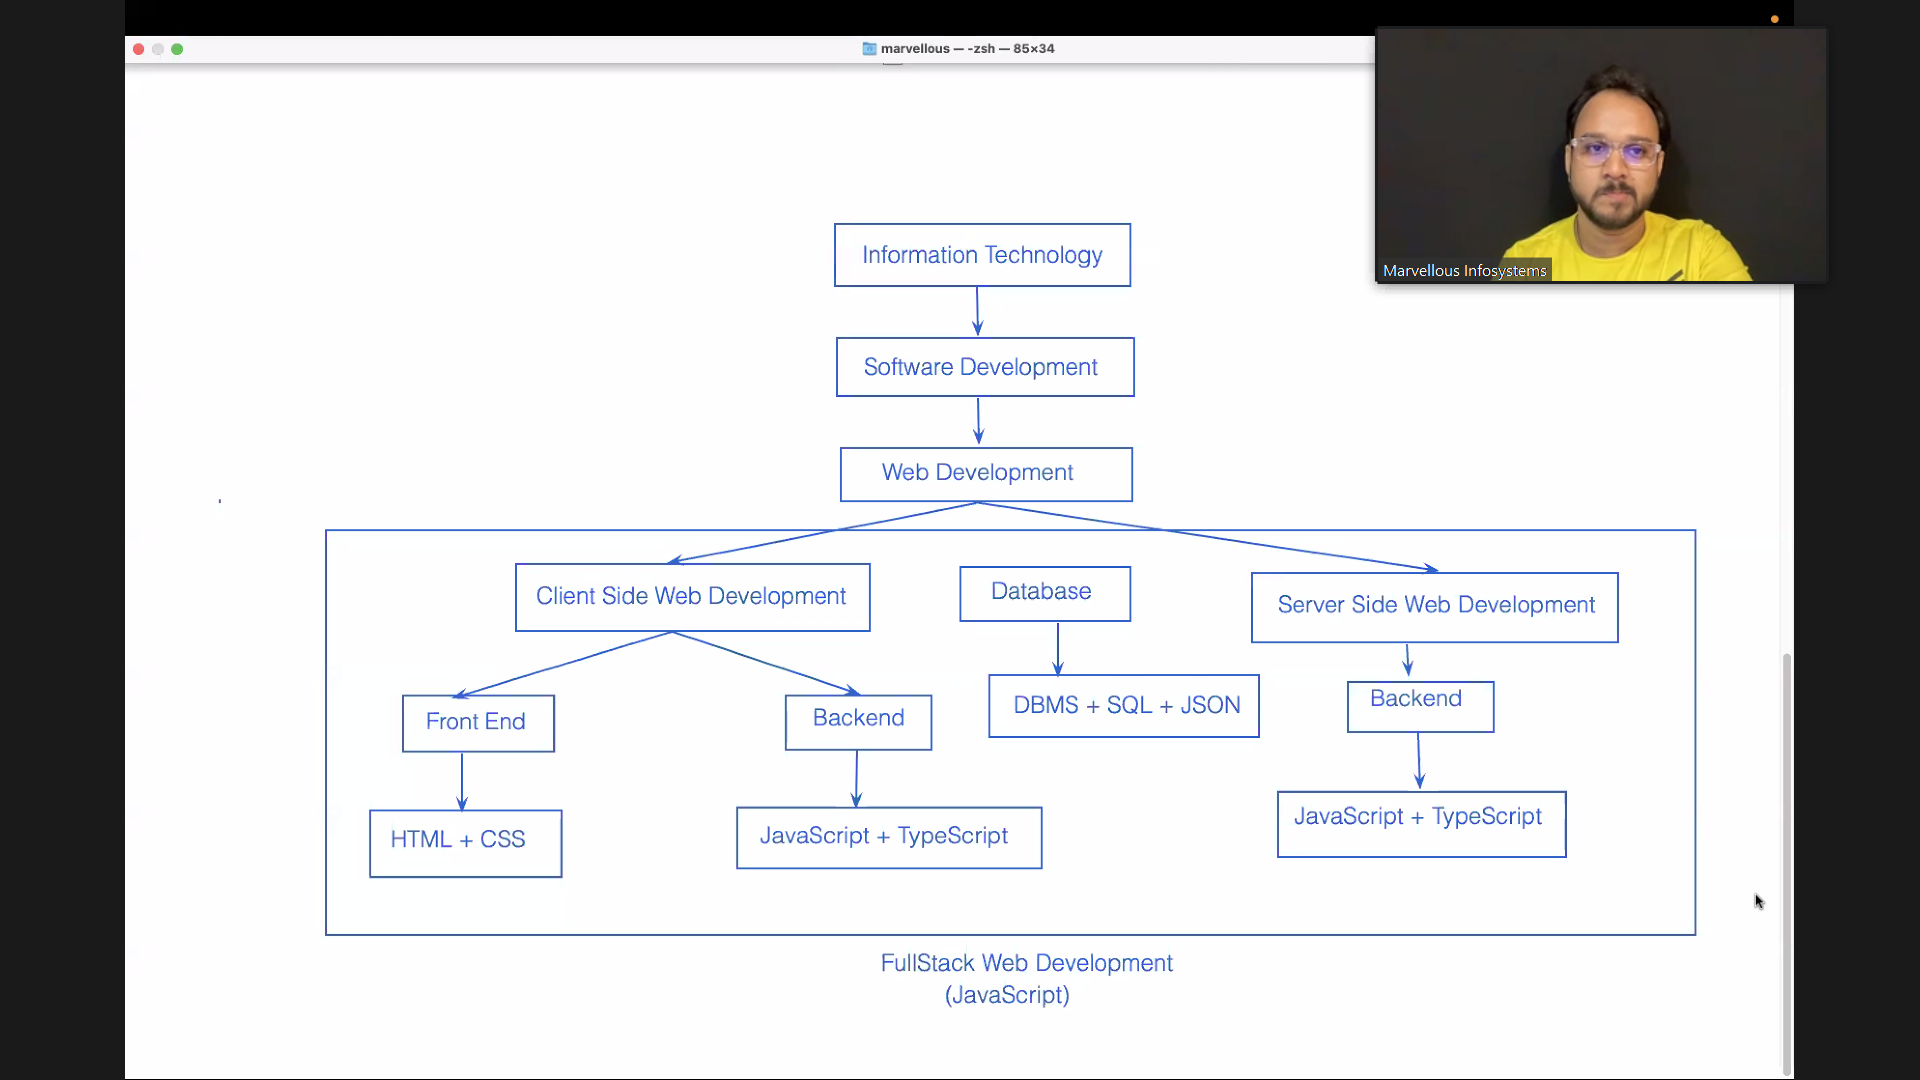 marvellous — -zsh — 85×34
Marvellous Infosystems
Information Technology
Software Development
Web Development
Client Side Web Development
Database
Server Side Web Development
Front End
Backend
DBMS + SQL + JSON
Backend
HTML + CSS
JavaScript + TypeScript
JavaScript + TypeScript
FullStack Web Development
(JavaScript)